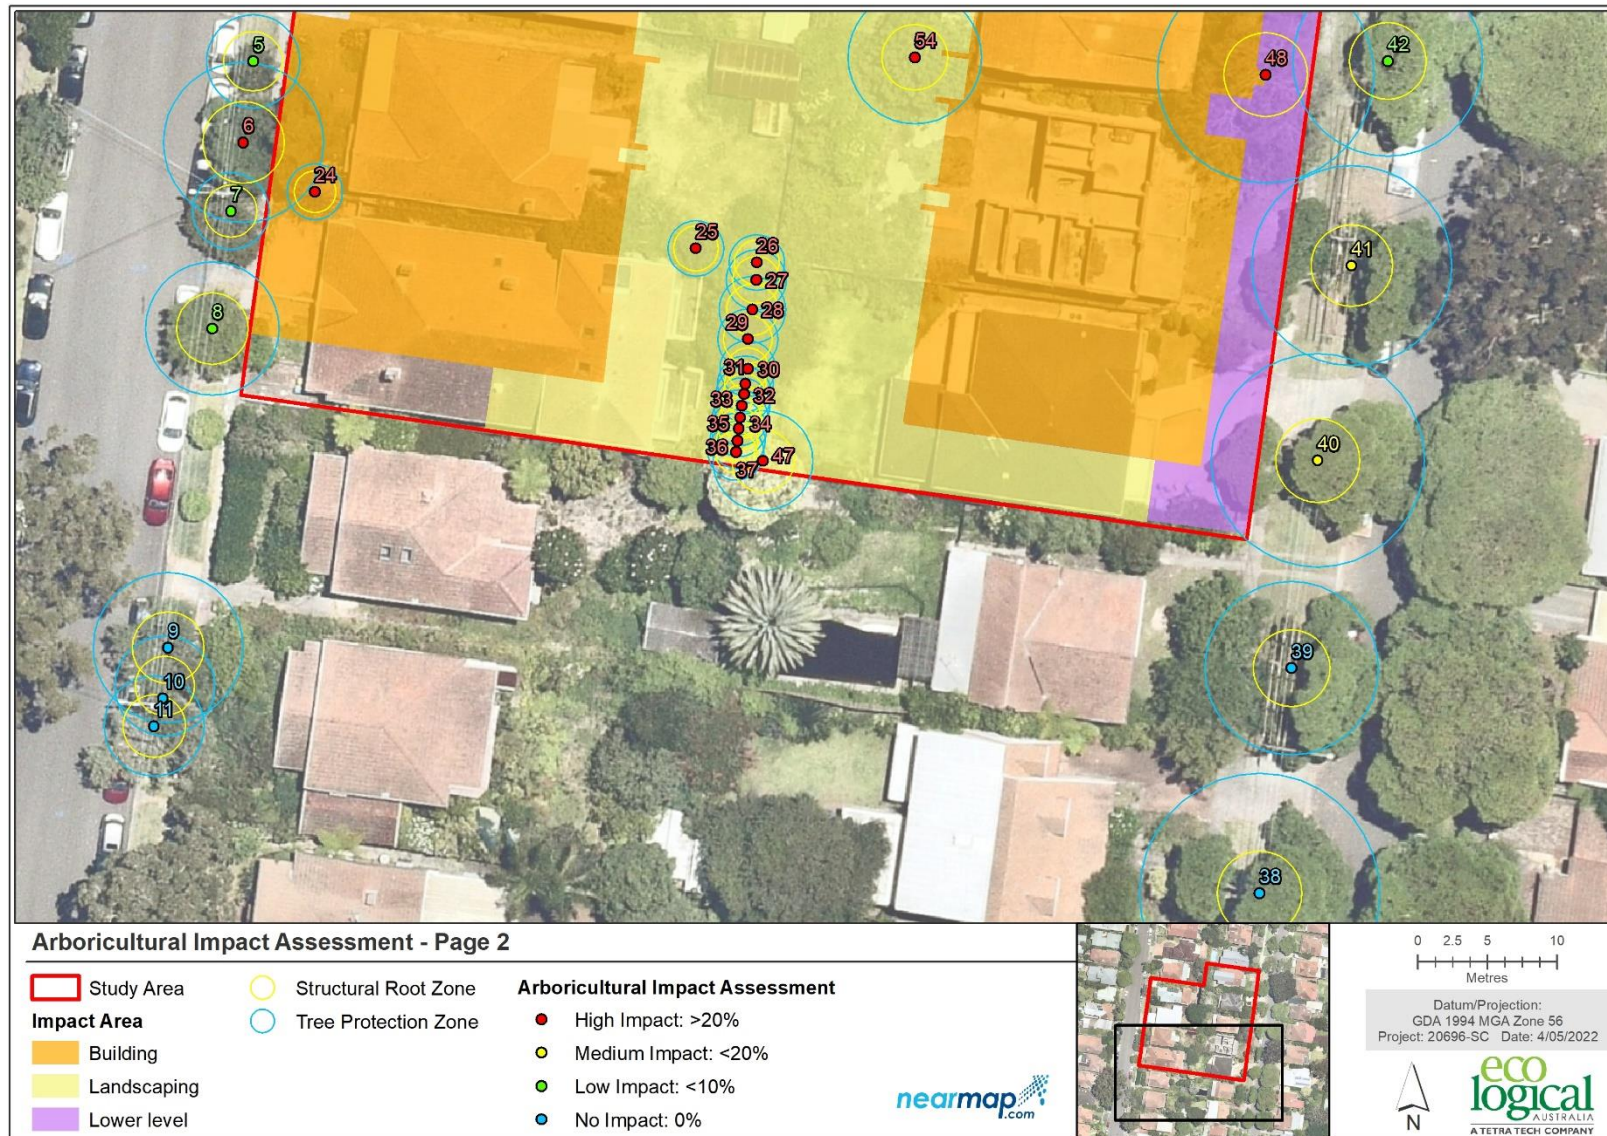 5
54
42
48
6
24
7
25
26
41
27
8
28
29
31
30
33
32
35
34
36
47
37
40
9
39
10
11
38
Arboricultural Impact Assessment - Page 2
Study Area
Impact Area
Building
Landscaping
Lower level
Structural Root Zone
Tree Protection Zone
Arboricultural Impact Assessment
High Impact: >20%
Medium Impact: <20%
Low Impact: <10%
No Impact: 0%
nearmap
.com
0 2.5 5 10
Metres
Datum/Projection:
GDA 1994 MGA Zone 56
Project: 20696-SC Date: 4/05/2022
N
eco
logical
AUSTRALIA
A TETRA TECH COMPANY